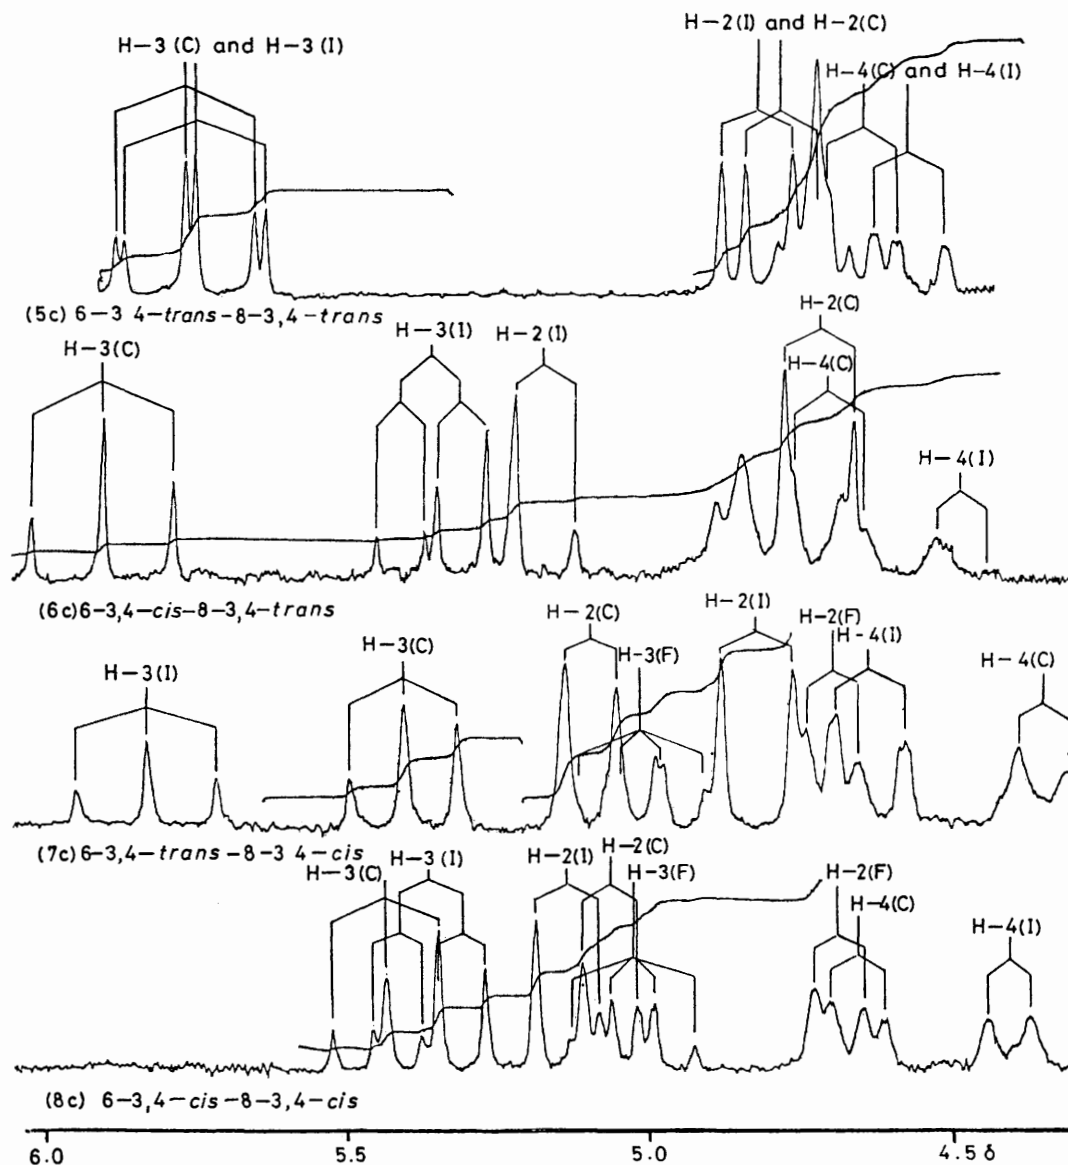 H-3 (C) and H-3 (I)
H-2(I) and H-2(C)
H-4(C) and H-4(I)
(5c) 6-3 4-trans-8-3,4-trans
H-3(C)
H-3(I)
H-2(I)
H-2(C)
H-4(C)
H-4(I)
(6c) 6-3,4-cis-8-3,4-trans
H-3(I)
H-3(C)
H-2(C)
H-3(F)
H-2(I)
H-2(F)
H-4(I)
H-4(C)
(7c) 6-3,4-trans-8-3 4-cis
H-3(C)
H-3(I)
H-2(I)
H-2(C)
H-3(F)
H-2(F)
H-4(C)
H-4(I)
(8c) 6-3,4-cis-8-3,4-cis
6.0 5.5 5.0 4.5 δ